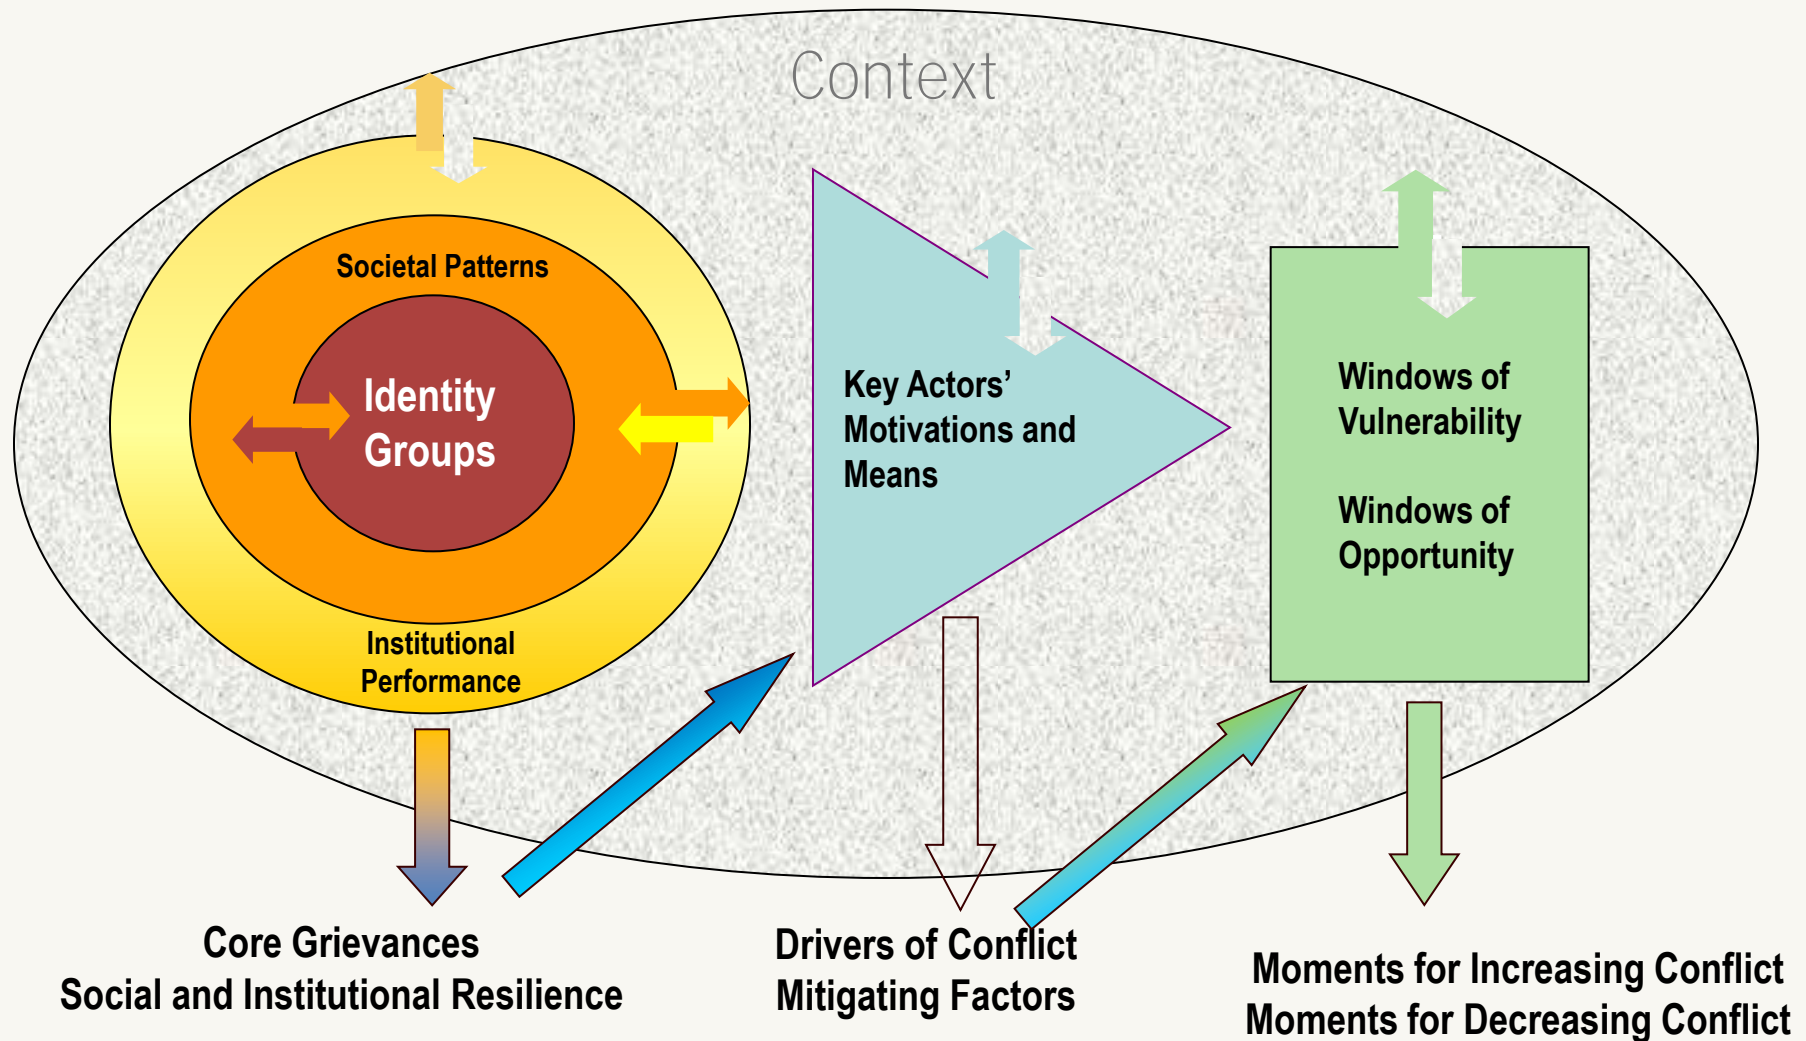 Context
Societal Patterns
Identity
Groups
Institutional
Performance
Key Actors’
Motivations and
Means
Windows of
Vulnerability
Windows of
Opportunity
Core Grievances
Social and Institutional Resilience
Drivers of Conflict
Mitigating Factors
Moments for Increasing Conflict
Moments for Decreasing Conflict